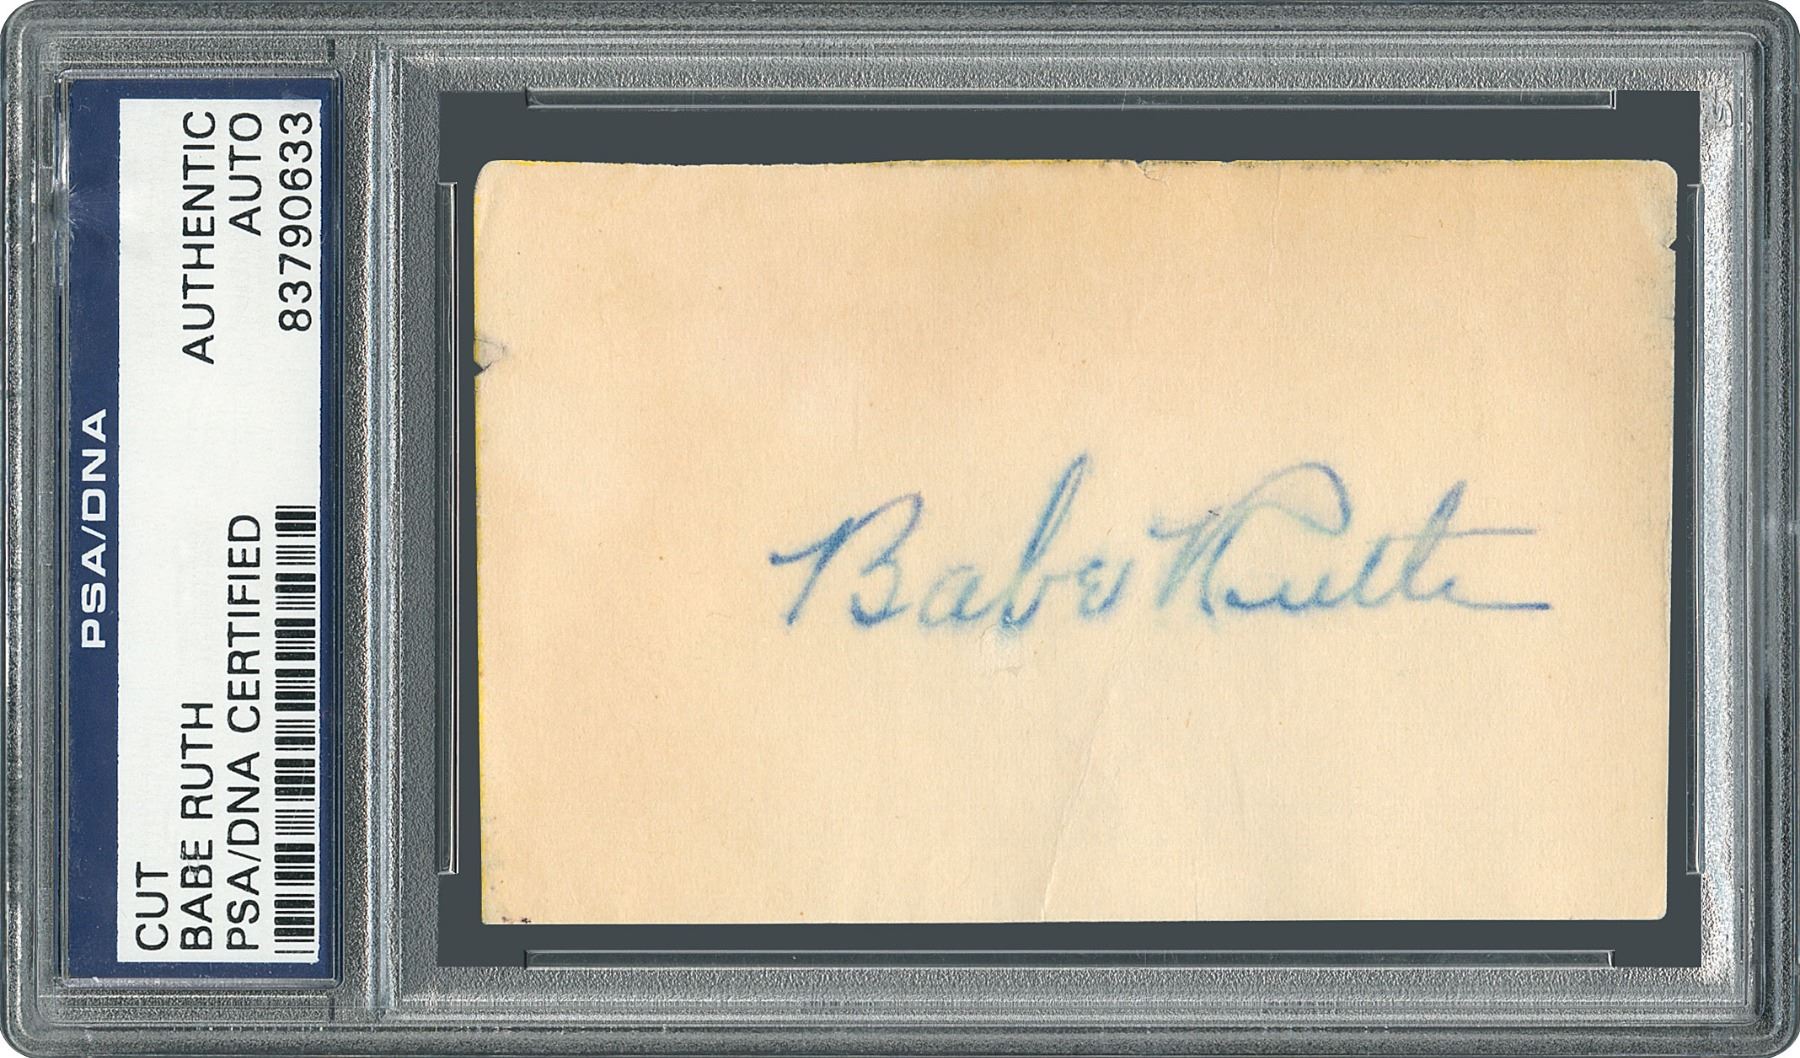 PSA/DNA
CUT
BABE RUTH
AUTHENTIC
PSA/DNA CERTIFIED
AUTO
83790633
Babe Ruth